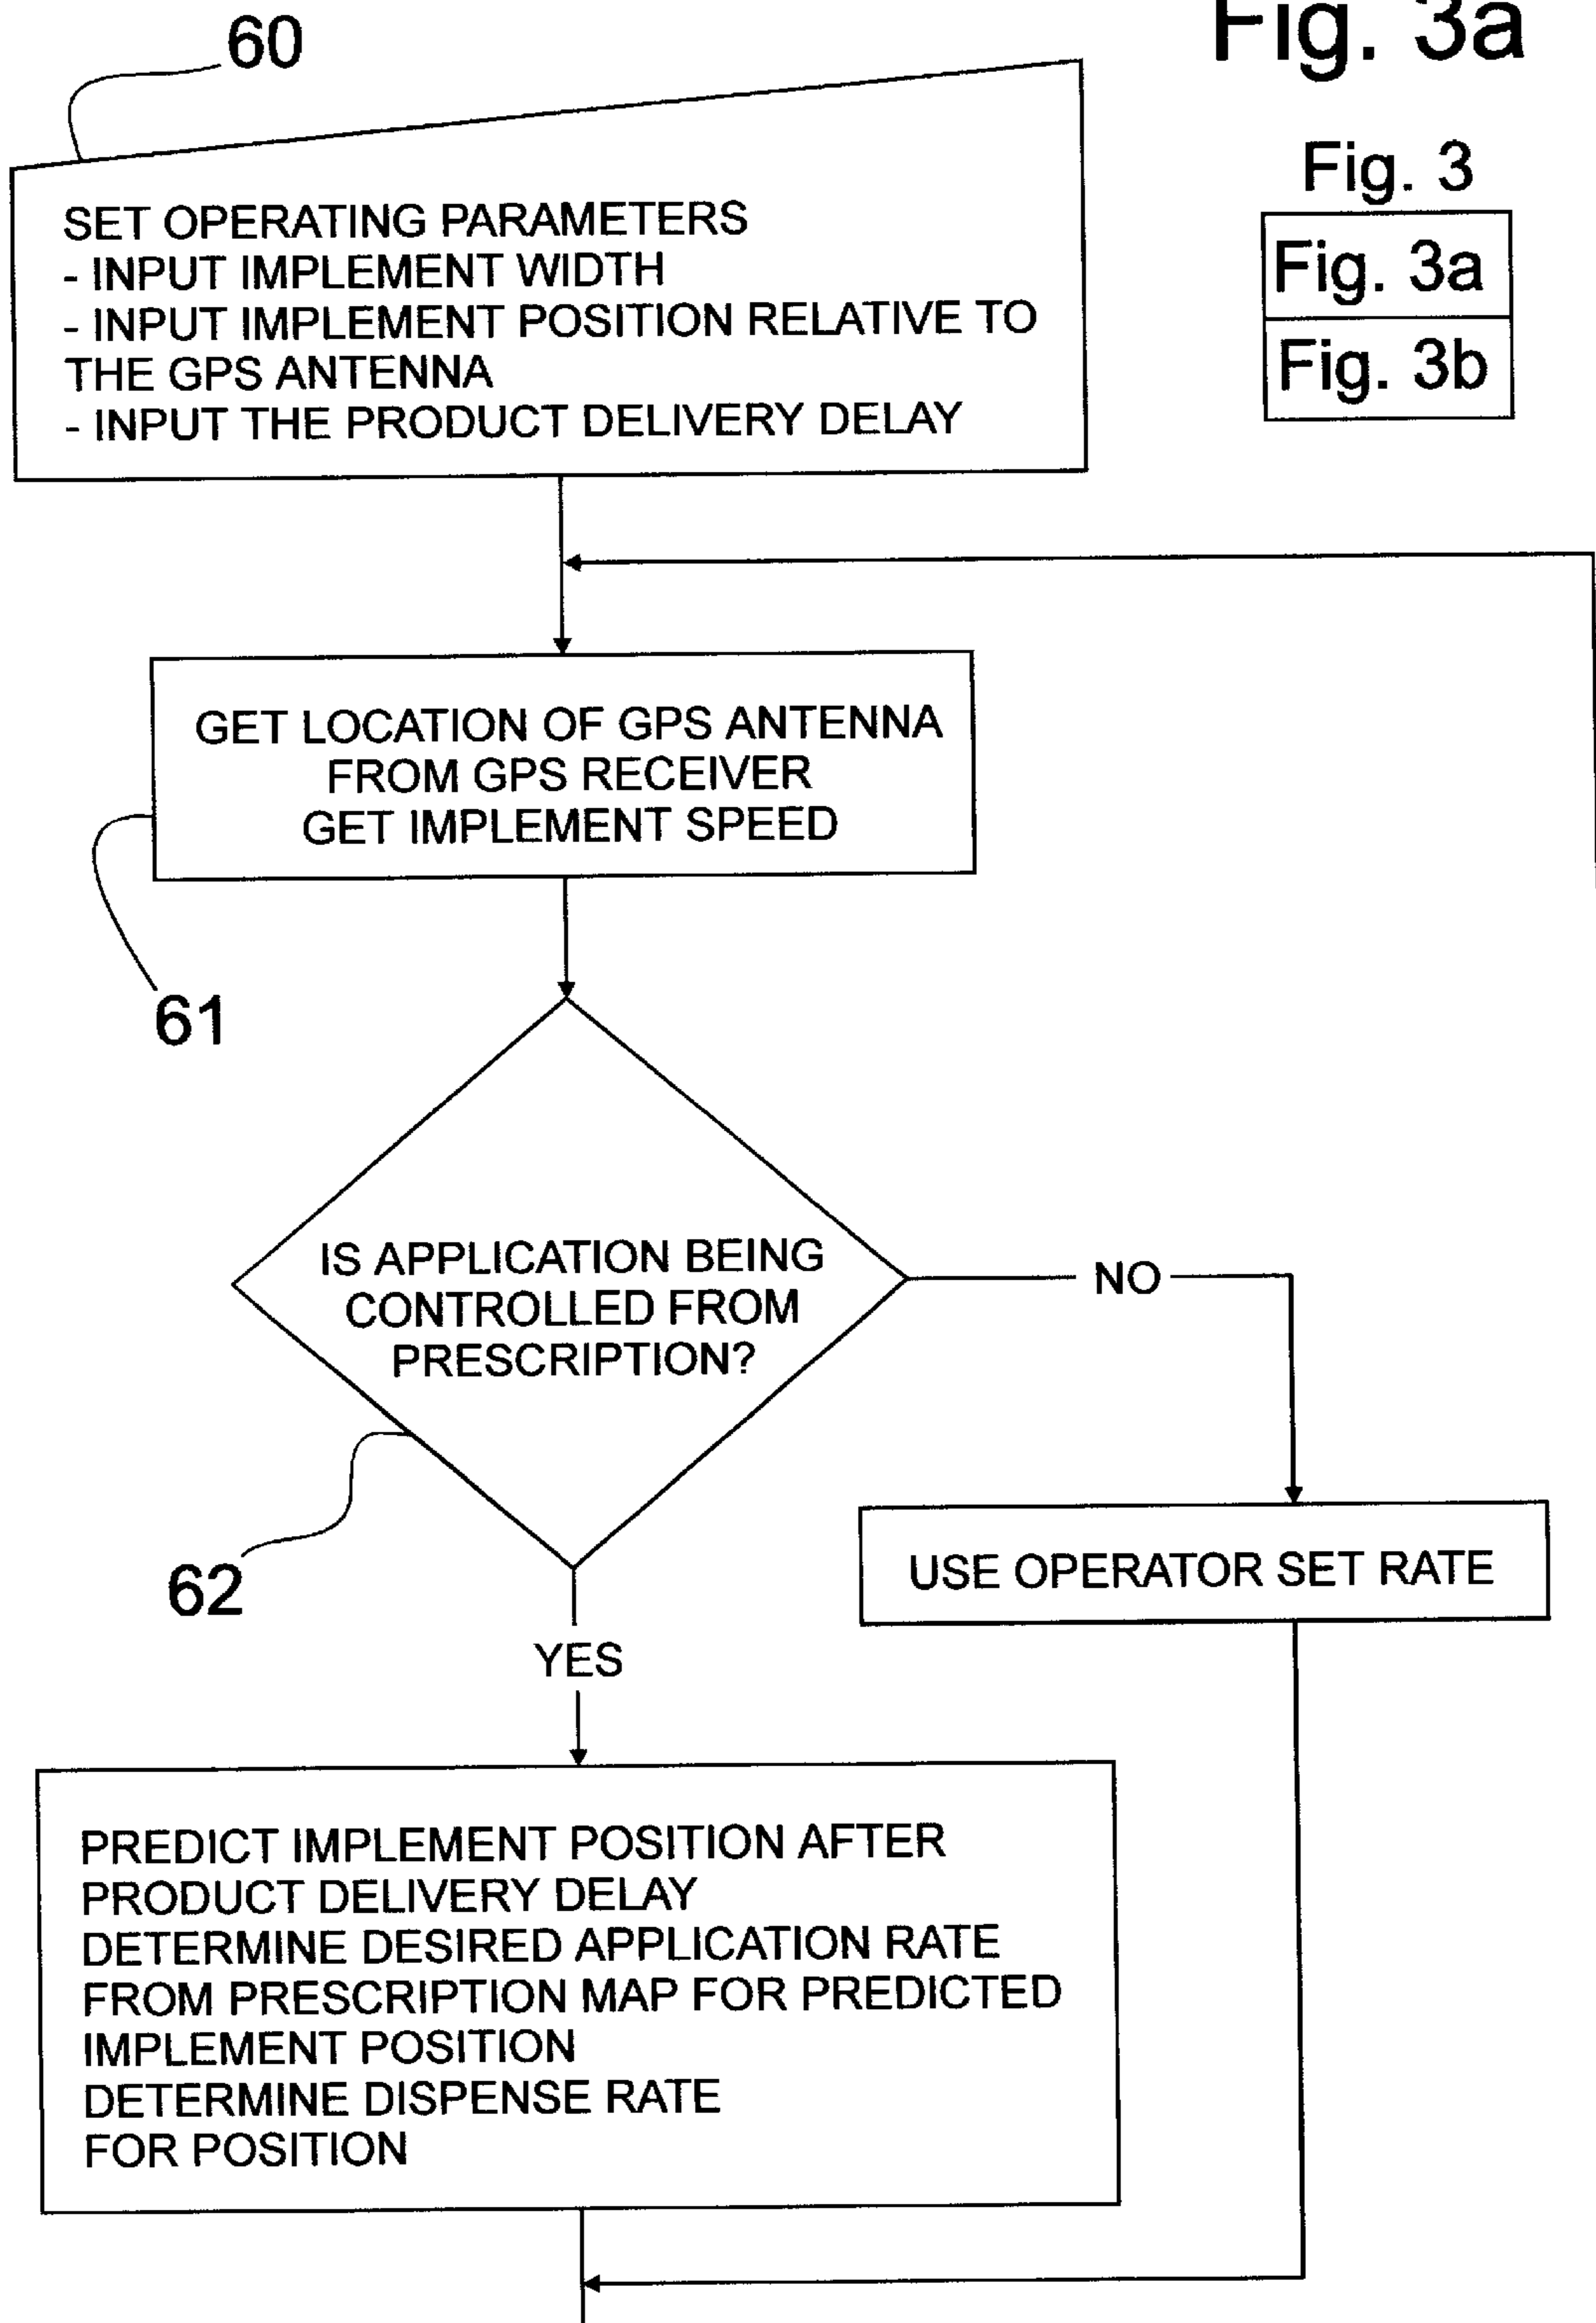 Fig. 3a
60
Fig. 3
Fig. 3a
Fig. 3b
SET OPERATING PARAMETERS
- INPUT IMPLEMENT WIDTH
- INPUT IMPLEMENT POSITION RELATIVE TO
THE GPS ANTENNA
- INPUT THE PRODUCT DELIVERY DELAY
GET LOCATION OF GPS ANTENNA
FROM GPS RECEIVER
GET IMPLEMENT SPEED
61
IS APPLICATION BEING
CONTROLLED FROM
PRESCRIPTION?
NO
62
USE OPERATOR SET RATE
YES
PREDICT IMPLEMENT POSITION AFTER
PRODUCT DELIVERY DELAY
DETERMINE DESIRED APPLICATION RATE
FROM PRESCRIPTION MAP FOR PREDICTED
IMPLEMENT POSITION
DETERMINE DISPENSE RATE
FOR POSITION